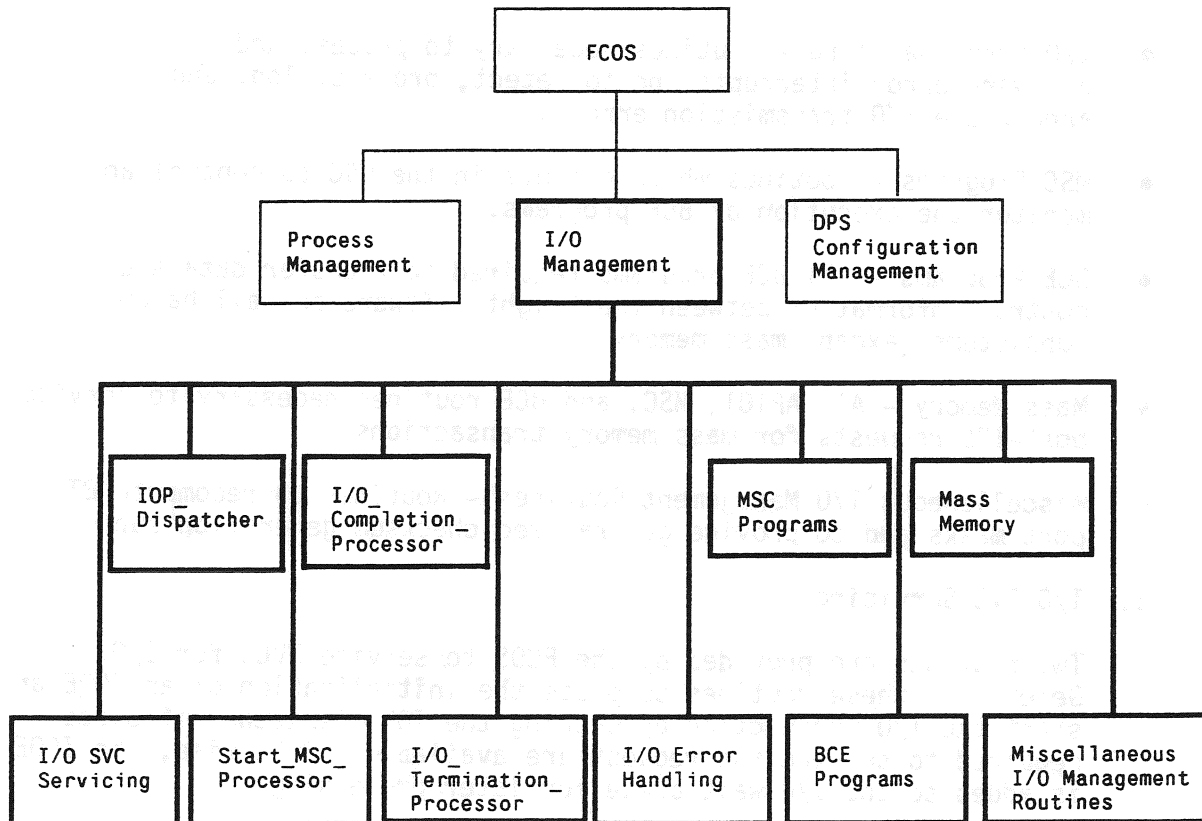 FCOS
Process
Management
I/O
Management
DPS
Configuration
Management
IOP_
Dispatcher
I/O_
Completion_
Processor
MSC
Programs
Mass
Memory
I/O SVC
Servicing
Start_MSC_
Processor
I/O_
Termination_
Processor
I/O Error
Handling
BCE
Programs
Miscellaneous
I/O Management
Routines